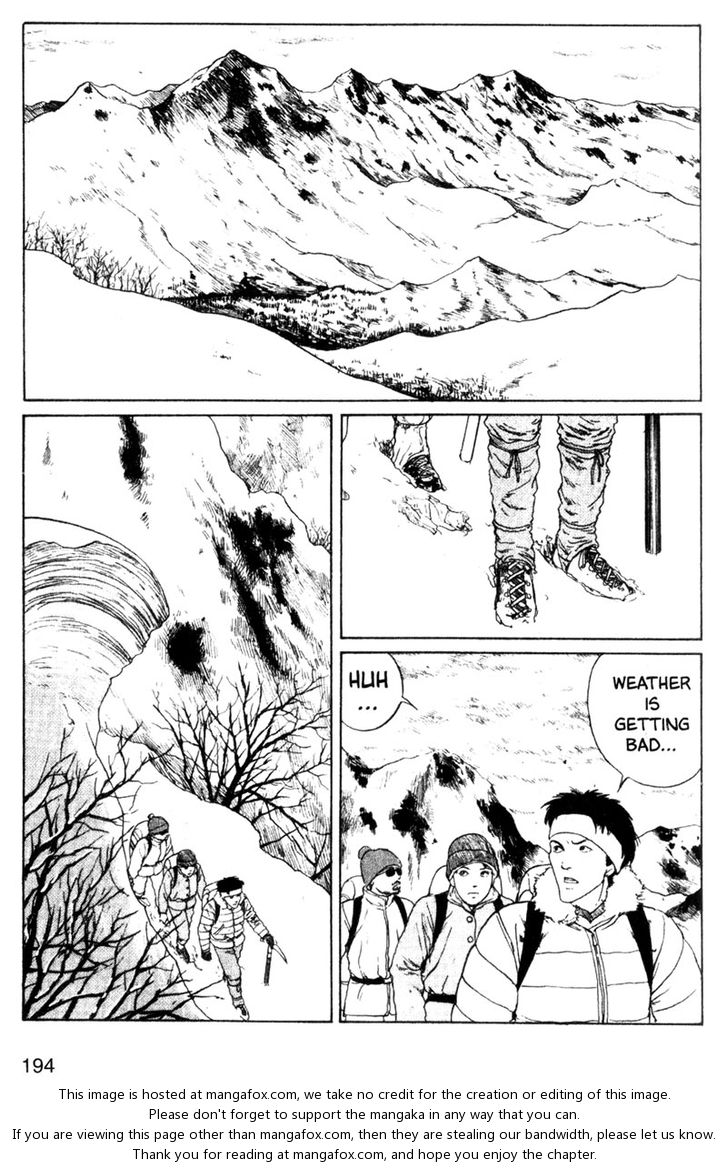 HUH
...
WEATHER
IS
GETTING
BAD...
194
This image is hosted at mangafox.com, we take no credit for the creation or editing of this image.
Please don't forget to support the mangaka in any way that you can.
If you are viewing this page other than mangafox.com, then they are stealing our bandwidth, please let us know.
Thank you for reading at mangafox.com, and hope you enjoy the chapter.